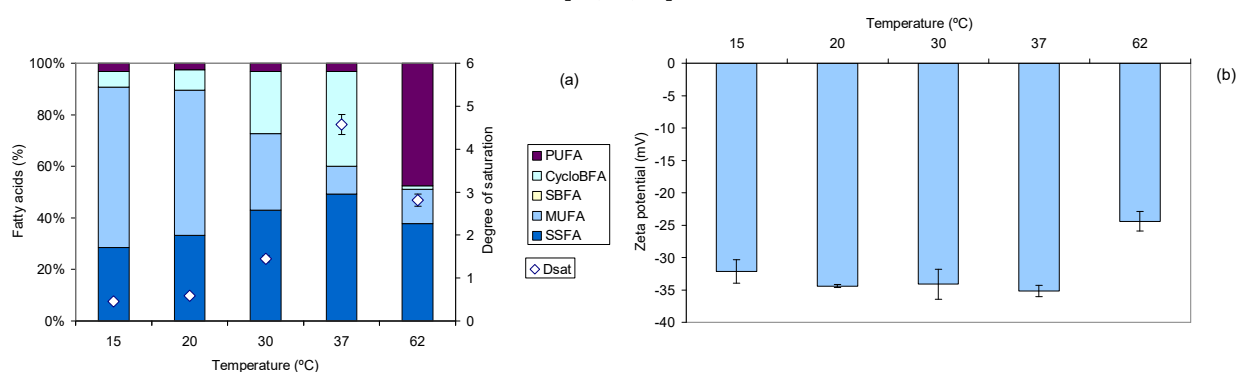 100%
80%
60%
40%
20%
0%
Fatty acids (%)
15 20 30 37 62
Temperature (ºC)
6
5
4
3
2
1
0
Degree of saturation
(a)
PUFA
CycloBFA
SBFA
MUFA
SSFA
Dsat
Temperature (ºC)
15 20 30 37 62
0
-5
-10
-15
-20
-25
-30
-35
-40
Zeta potential (mV)
(b)